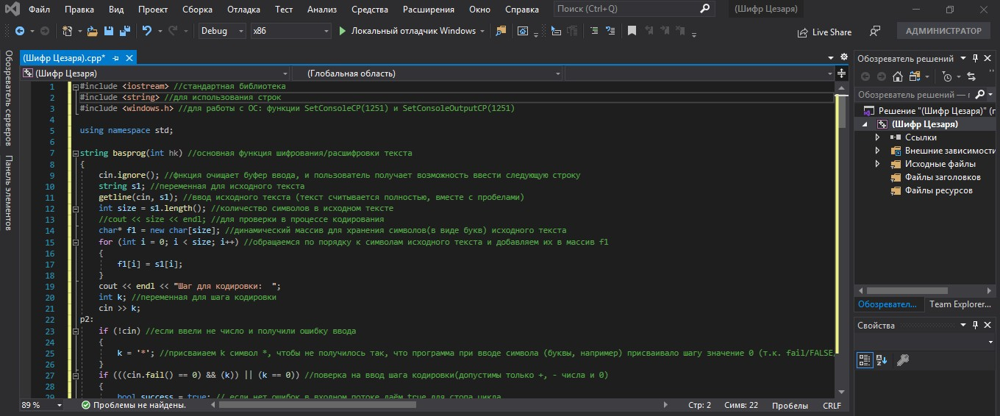 Файл Правка Вид Проект Сборка Отладка Тест Анализ Средства Расширения Окно Справка Поиск (Ctrl+Q) (Шифр Цезаря)
Debug x86 Локальный отладчик Windows Live Share АДМИНИСТРАТОР
Обозреватель серверов
Панель элементов
(Шифр Цезаря).cpp*
(Шифр Цезаря) (Глобальная область)
1 #include <iostream> //стандартная библиотека
2 #include <string> //для использования строк
3 #include <windows.h> //для работы с ОС: функции SetConsoleCP(1251) и SetConsoleOutputCP(1251)
4
5 using namespace std;
6
7 string basprog(int hk) //основная функция шифрования/расшифровки текста
8 {
9 cin.ignore(); //фнкция очищает буфер ввода, и пользователь получает возможность ввести следующую строку
10 string s1; //переменная для исходного текста
11 getline(cin, s1); //ввод исходного текста (текст считывается полностью, вместе с пробелами)
12 int size = s1.length(); //количество символов в исходном тексте
13 //cout << size << endl; //для проверки в процессе кодирования
14 char* f1 = new char[size]; //динамический массив для хранения символов(в виде букв) исходного текста
15 for (int i = 0; i < size; i++) //обращаемся по порядку к символам исходного текста и добавляем их в массив f1
16 {
17 f1[i] = s1[i];
18 }
19 cout << endl << "Шаг для кодировки:  ";
20 int k; //переменная для шага кодировки
21 cin >> k;
22 p2:
23 if (!cin) //если ввели не число и получили ошибку ввода
24 {
25 k = '*'; //присваиаем k символ *, чтобы не получилось так, что программа при вводе символа (буквы, например) присваивало шагу значение 0 (т.к. fail/FALSE,
26 }
27 if (((cin.fail() == 0) && (k)) || (k == 0)) //поверка на ввод шага кодировки(допустимы только +, - числа и 0)
28 {
29 bool success = true; // если нет ошибок в входном потоке даём true для стопа цикла
89 % Проблемы не найдены. Стр: 2 Симв: 22 Пробелы CRLF
Обозреватель решений
Обозреватель решений —
Решение "(Шифр Цезаря)"
(Шифр Цезаря)
Ссылки
Внешние зависимости
Исходные файлы
Файлы заголовков
Файлы ресурсов
Обозревател... Team Explorer...
Свойства